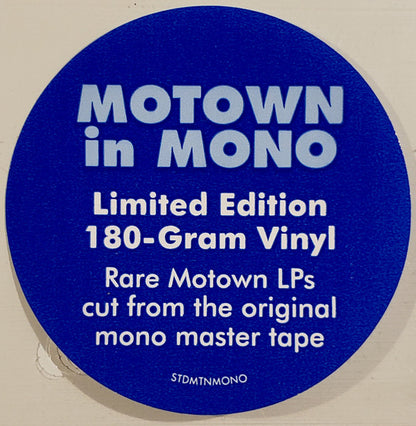 MOTOWN
in MONO
Limited Edition
180-Gram Vinyl
Rare Motown LPs
cut from the original
mono master tape
STDMTNMONO